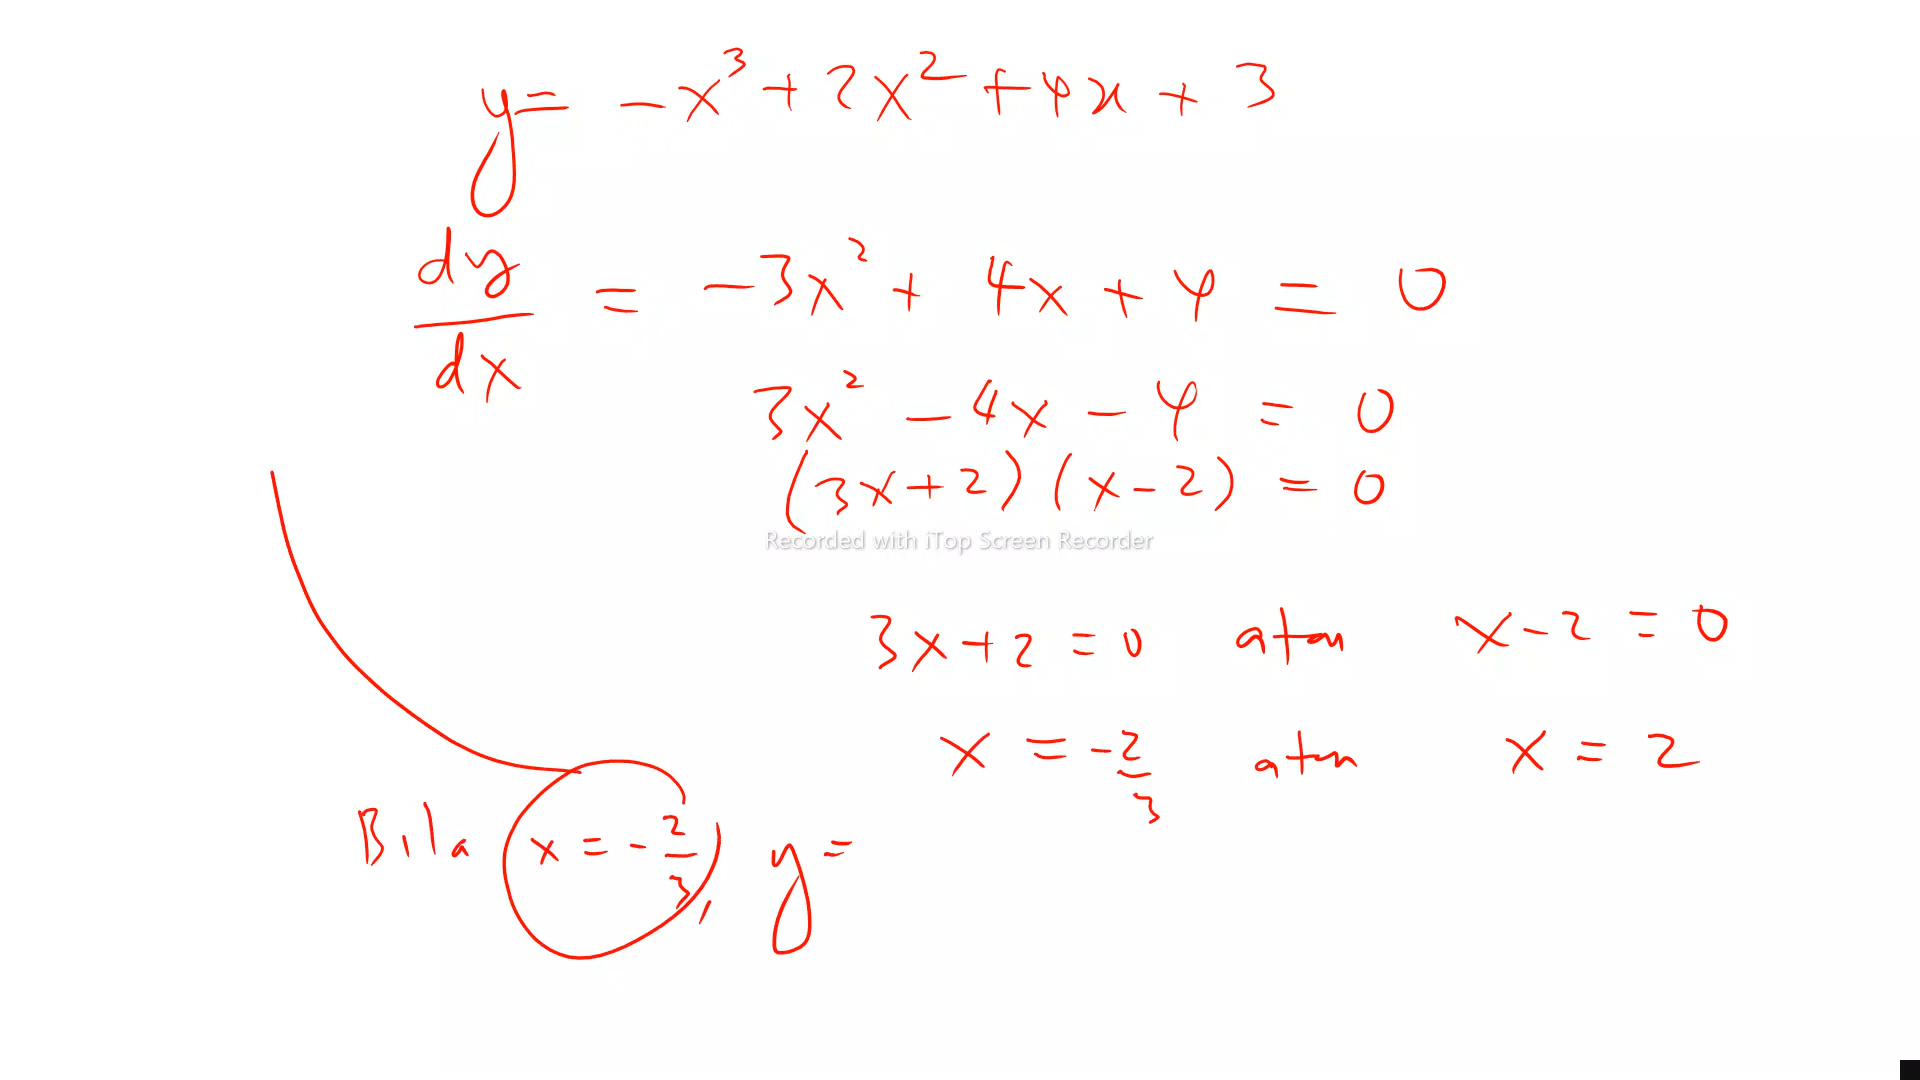 y = -x³ + 2x² + 4x + 3
dy/dx = -3x² + 4x + 4 = 0
3x² - 4x - 4 = 0
(3x+2)(x-2) = 0
Recorded with iTop Screen Recorder
3x+2 = 0 atau x-2 = 0
x = -2/3 atau x = 2
Bila x = -2/3, y =